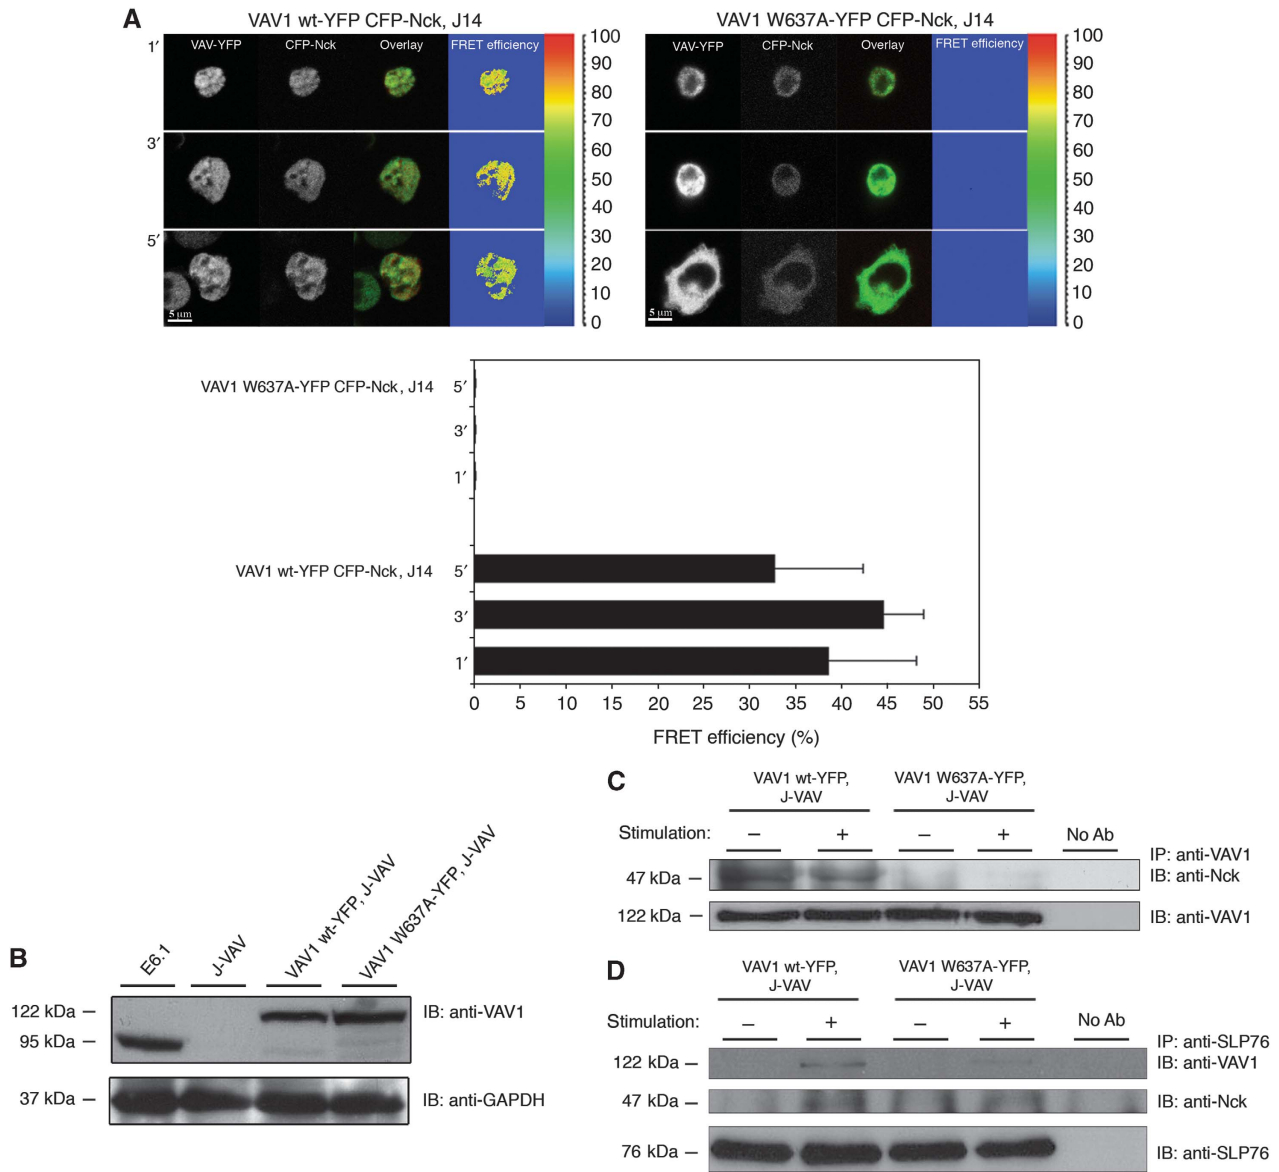 A
VAV1 wt-YFP CFP-Nck, J14
VAV-YFP CFP-Nck Overlay FRET efficiency
1′
3′
5′
5 μm
100
90
80
70
60
50
40
30
20
10
0
VAV1 W637A-YFP CFP-Nck, J14
VAV-YFP CFP-Nck Overlay FRET efficiency
5 μm
100
90
80
70
60
50
40
30
20
10
0
VAV1 W637A-YFP CFP-Nck, J14 5′
3′
1′
VAV1 wt-YFP CFP-Nck, J14 5′
3′
1′
0 5 10 15 20 25 30 35 40 45 50 55
FRET efficiency (%)
B
E6.1
J-VAV
VAV1 wt-YFP, J-VAV
VAV1 W637A-YFP, J-VAV
122 kDa
95 kDa
IB: anti-VAV1
37 kDa
IB: anti-GAPDH
C
VAV1 wt-YFP,
J-VAV
VAV1 W637A-YFP,
J-VAV
Stimulation: – + – + No Ab
IP: anti-VAV1
47 kDa
IB: anti-Nck
122 kDa
IB: anti-VAV1
D
VAV1 wt-YFP,
J-VAV
VAV1 W637A-YFP,
J-VAV
Stimulation: – + – + No Ab
IP: anti-SLP76
122 kDa
IB: anti-VAV1
47 kDa
IB: anti-Nck
76 kDa
IB: anti-SLP76